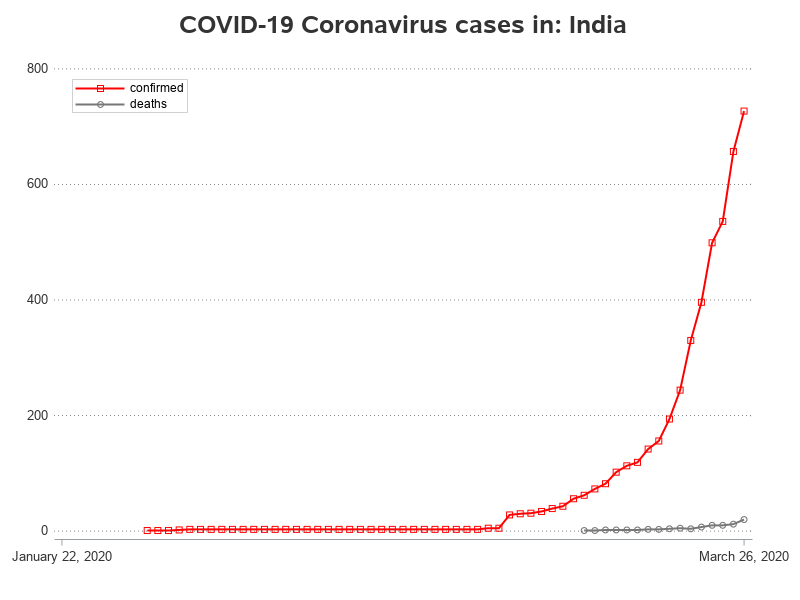 COVID-19 Coronavirus cases in: India
800
confirmed
deaths
600
400
200
0
January 22, 2020
March 26, 2020